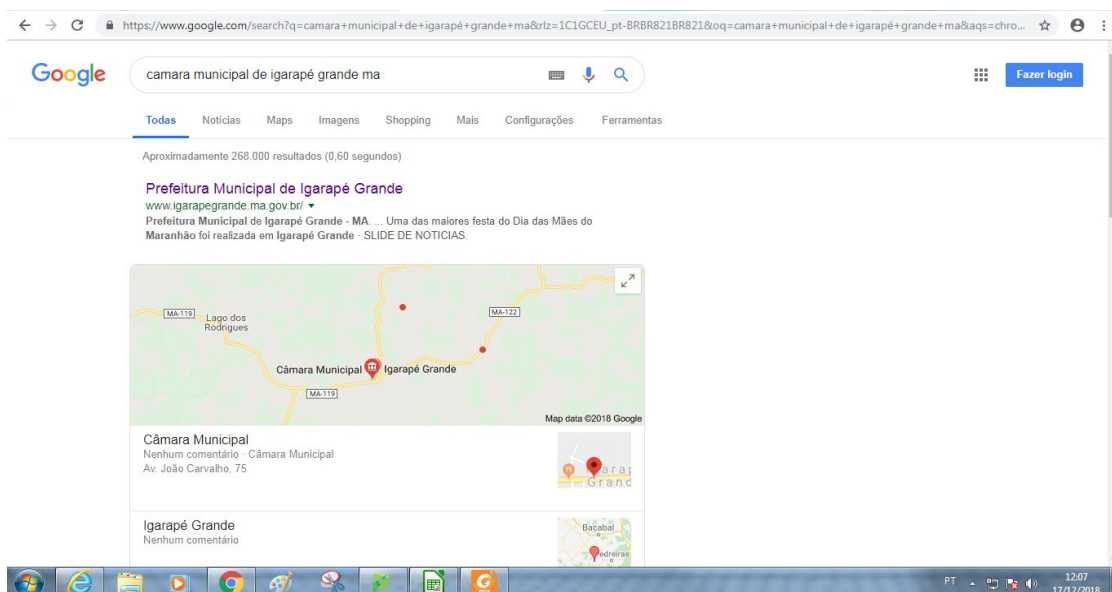 https://www.google.com/search?q=camara+municipal+de+igarapé+grande+ma&rlz=1C1GCEU_pt-BRBR821BR821&oq=camara+municipal+de+igarapé+grande+ma&aqs=chro...
Google
camara municipal de igarapé grande ma
Fazer login
Todas Notícias Maps Imagens Shopping Mais Configurações Ferramentas
Aproximadamente 268.000 resultados (0,60 segundos)
Prefeitura Municipal de Igarapé Grande
www.igarapegrande.ma.gov.br/
Prefeitura Municipal de Igarapé Grande - MA. ... Uma das maiores festa do Dia das Mães do
Maranhão foi realizada em Igarapé Grande · SLIDE DE NOTICIAS.
MA-119
Lago dos
Rodrigues
MA-122
Câmara Municipal
Igarapé Grande
MA-119
Map data ©2018 Google
Câmara Municipal
Nenhum comentário · Câmara Municipal
Av. João Carvalho, 75
Grand
Igarapé Grande
Nenhum comentário
Bacabal
Pedreiras
PT
12:07
17/12/2018